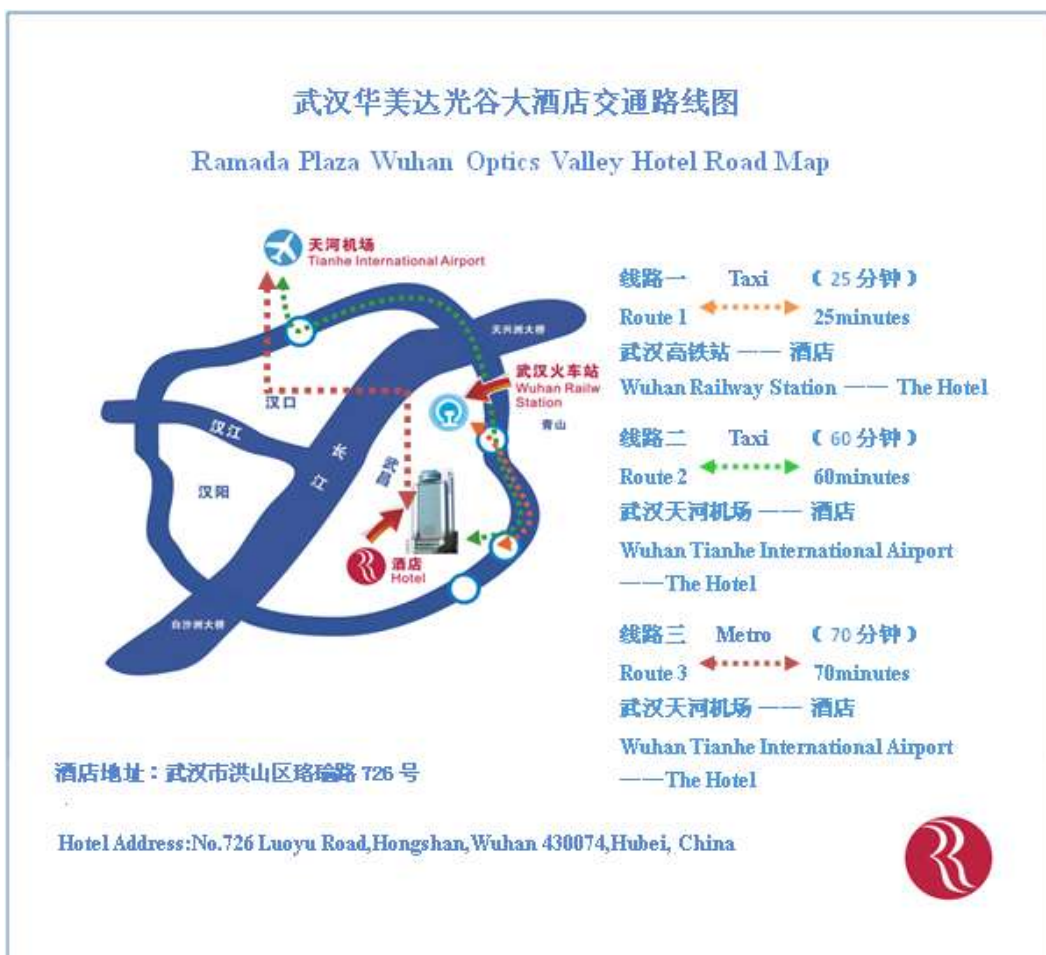 武汉华美达光谷大酒店交通路线图
Ramada Plaza Wuhan Optics Valley Hotel Road Map
天河机场
Tianhe International Airport
天兴洲大桥
武汉火车站
Wuhan Railw
Station
青山
汉口
汉江
长江
武昌
汉阳
酒店
Hotel
白沙洲大桥
线路一 Taxi （25分钟）
Route 1 25minutes
武汉高铁站 —— 酒店
Wuhan Railway Station —— The Hotel
线路二 Taxi （60分钟）
Route 2 60minutes
武汉天河机场 —— 酒店
Wuhan Tianhe International Airport
——The Hotel
线路三 Metro （70分钟）
Route 3 70minutes
武汉天河机场 —— 酒店
Wuhan Tianhe International Airport
——The Hotel
酒店地址：武汉市洪山区珞瑜路 726 号
Hotel Address:No.726 Luoyu Road,Hongshan,Wuhan 430074,Hubei, China